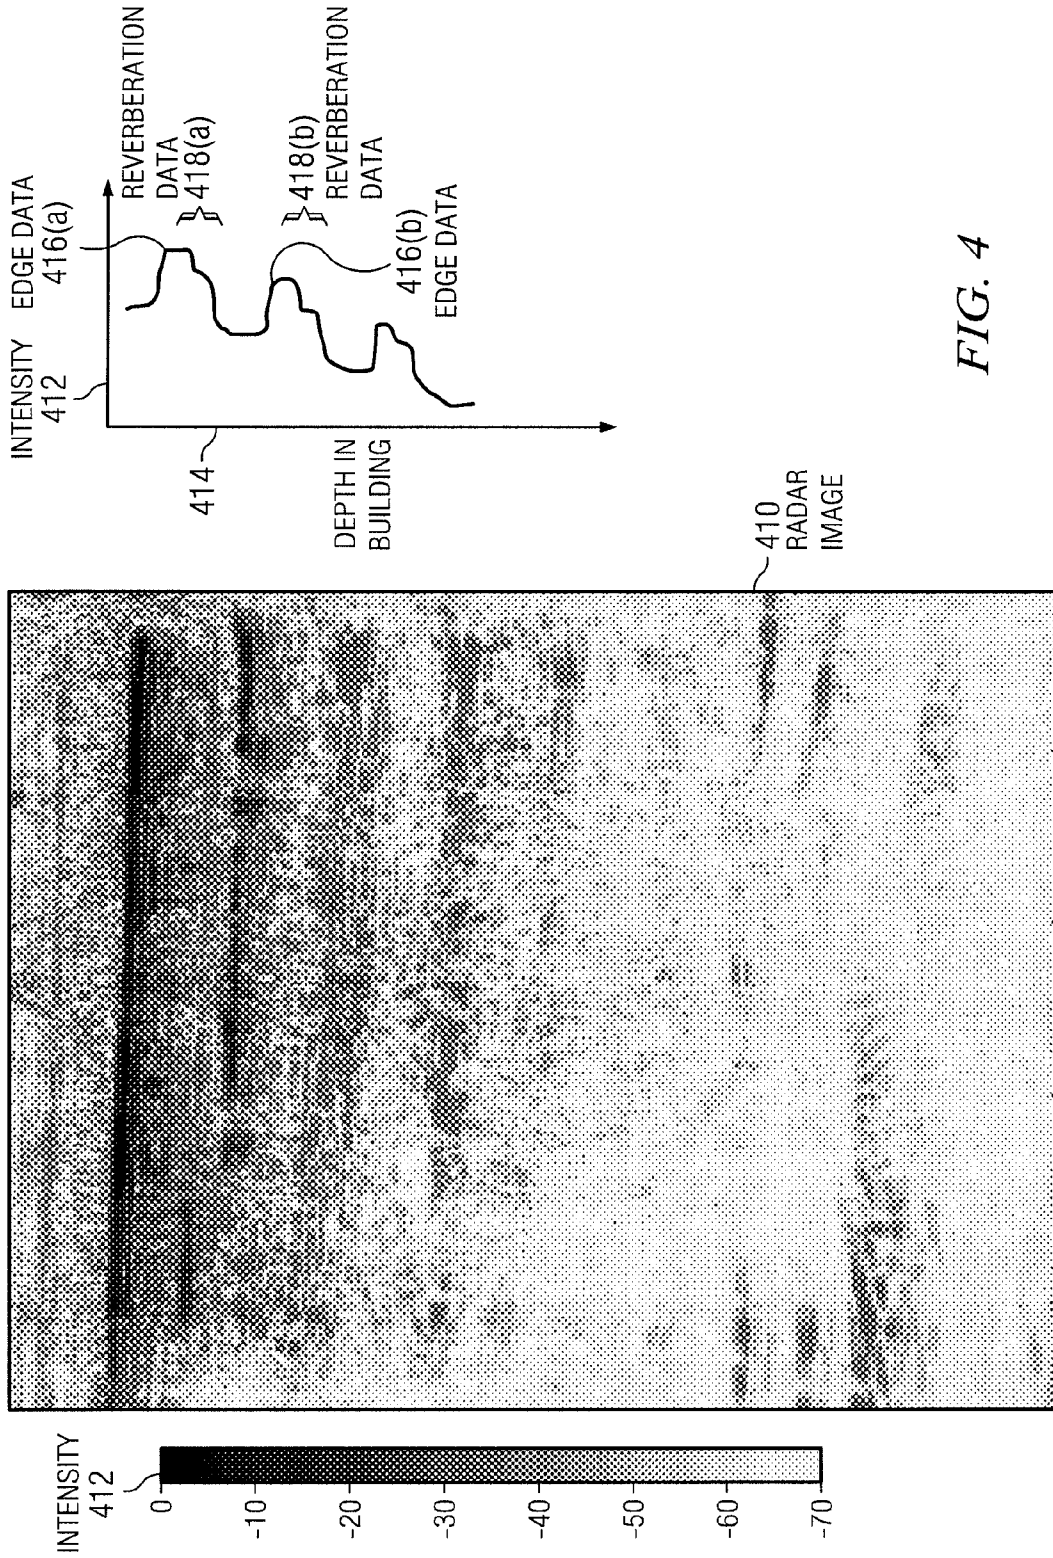 INTENSITY
412
0
-10
-20
-30
-40
-50
-60
-70
410
RADAR
IMAGE
INTENSITY
412
414
DEPTH IN
BUILDING
EDGE DATA
416(a)
REVERBERATION
DATA
418(a)
418(b)
REVERBERATION
DATA
416(b)
EDGE DATA
FIG. 4